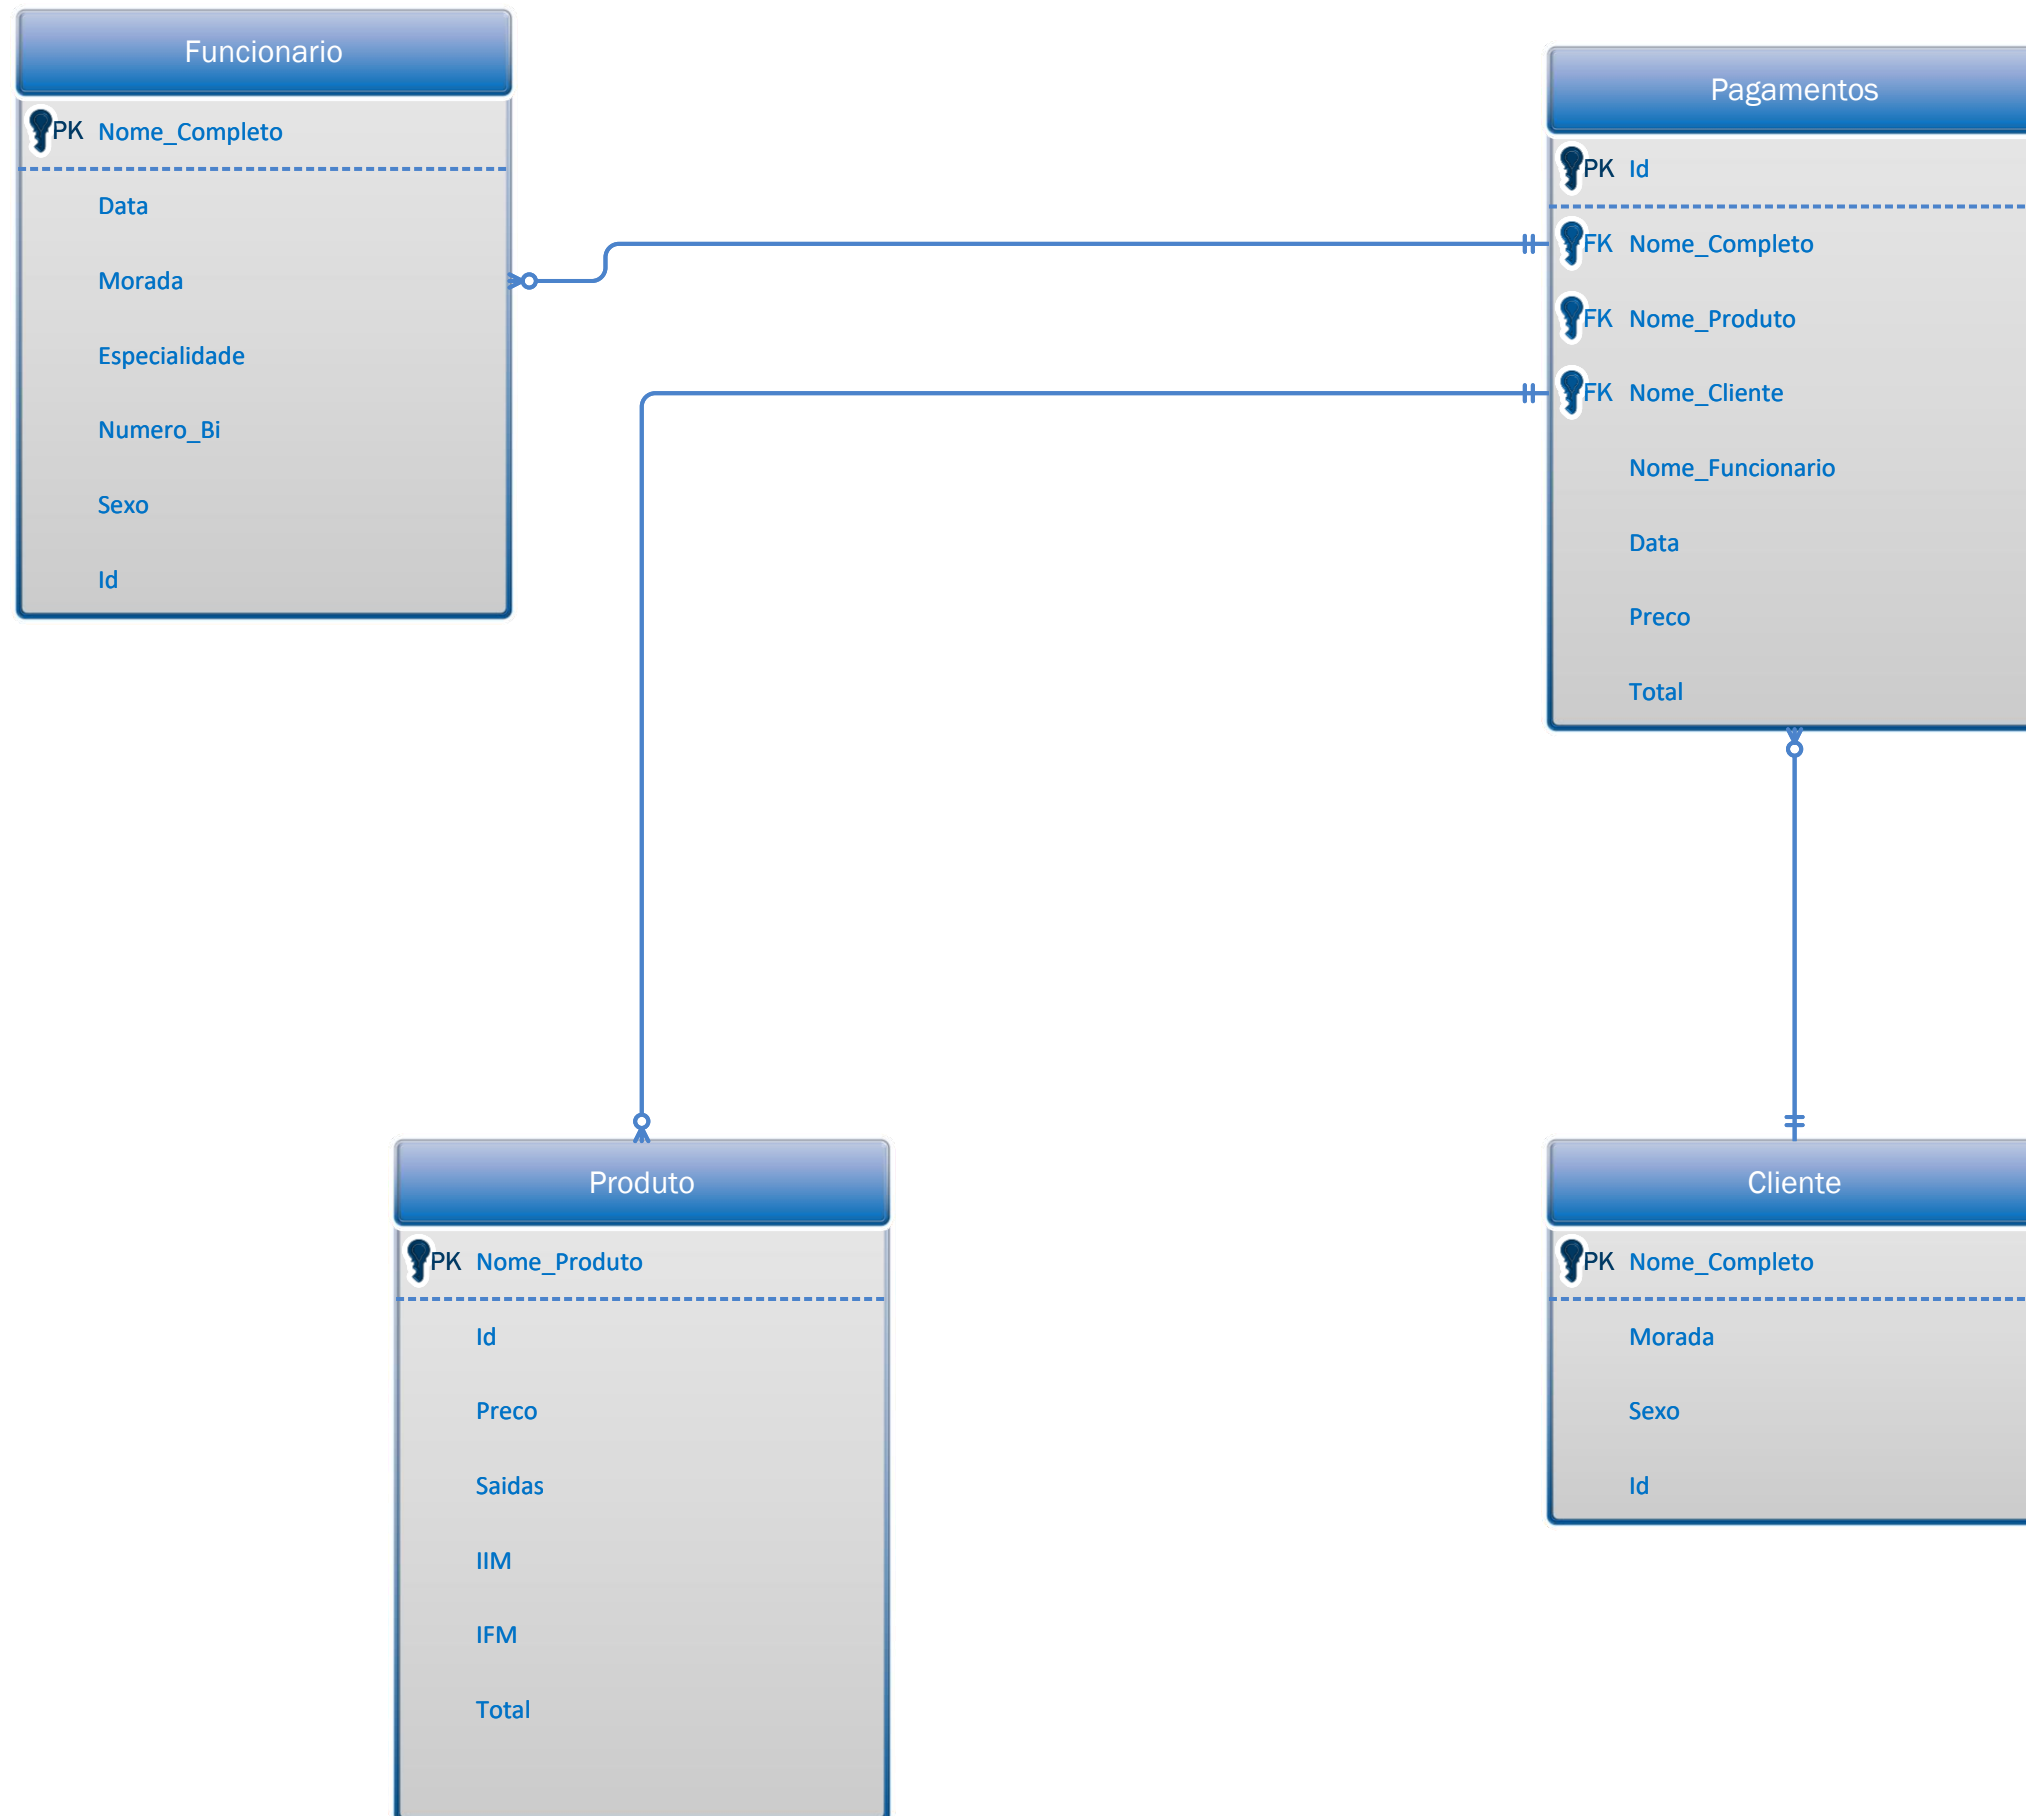 Funcionario
PK Nome_Completo
Data
Morada
Especialidade
Numero_Bi
Sexo
Id
Pagamentos
PK Id
FK Nome_Completo
FK Nome_Produto
FK Nome_Cliente
Nome_Funcionario
Data
Preco
Total
Produto
PK Nome_Produto
Id
Preco
Saidas
IIM
IFM
Total
Cliente
PK Nome_Completo
Morada
Sexo
Id